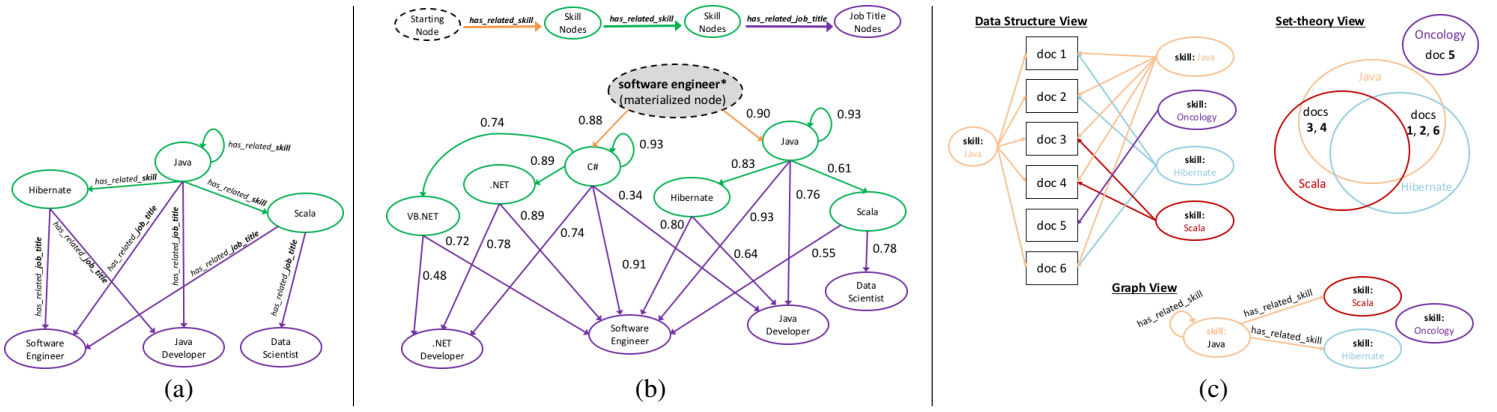 Java
has_related_skill
Hibernate
has_related_skill
has_related_skill
Scala
has_related_job_title
has_related_job_title
has_related_job_title
has_related_job_title
has_related_job_title
has_related_job_title
Software
Engineer
Java
Developer
Data
Scientist
(a)
Starting
Node
has_related_skill
Skill
Nodes
has_related_skill
Skill
Nodes
has_related_job_title
Job Title
Nodes
software engineer*
(materialized node)
0.88
0.90
0.74
0.93
0.93
C#
Java
0.89
0.83
0.61
.NET
0.34
0.76
VB.NET
Hibernate
Scala
0.89
0.93
0.72
0.78
0.74
0.80
0.48
0.91
0.64
0.55
0.78
Data
Scientist
.NET
Developer
Software
Engineer
Java
Developer
(b)
Data Structure View
doc 1
doc 2
doc 3
doc 4
doc 5
doc 6
skill:
Java
skill: Java
skill:
Oncology
skill:
Hibernate
skill:
Scala
Set-theory View
Oncology
doc 5
Java
docs
3, 4
docs
1, 2, 6
Scala
Hibernate
Graph View
has_related_skill
has_related_skill
has_related_skill
skill:
Java
skill:
Scala
skill:
Hibernate
skill:
Oncology
(c)